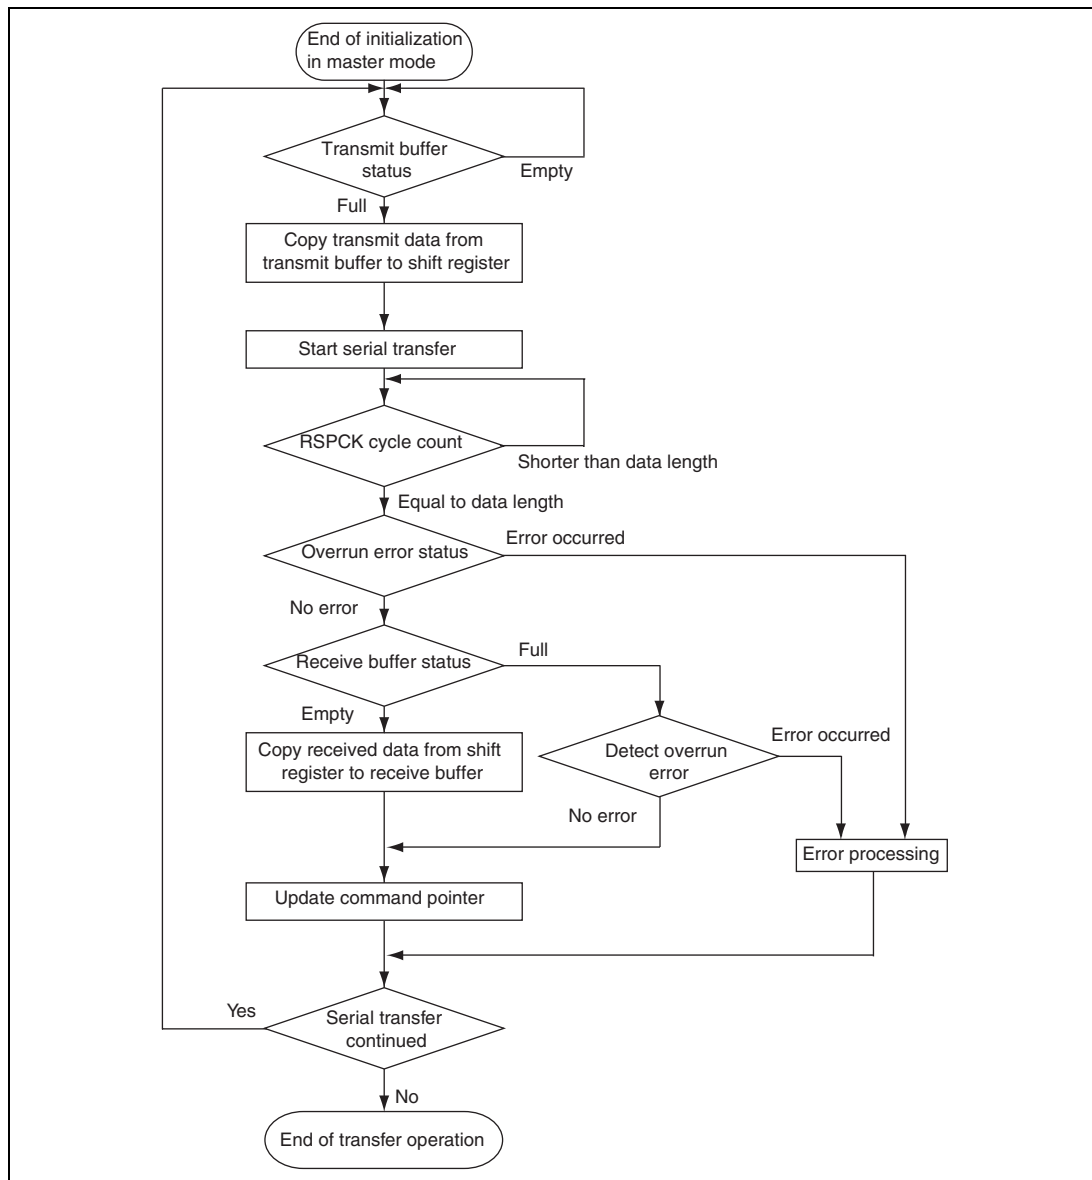 End of initialization
in master mode
Transmit buffer
status
Empty
Full
Copy transmit data from
transmit buffer to shift register
Start serial transfer
RSPCK cycle count
Shorter than data length
Equal to data length
Overrun error status
Error occurred
No error
Receive buffer status
Full
Empty
Copy received data from shift
register to receive buffer
Detect overrun
error
Error occurred
No error
Error processing
Update command pointer
Yes
Serial transfer
continued
No
End of transfer operation